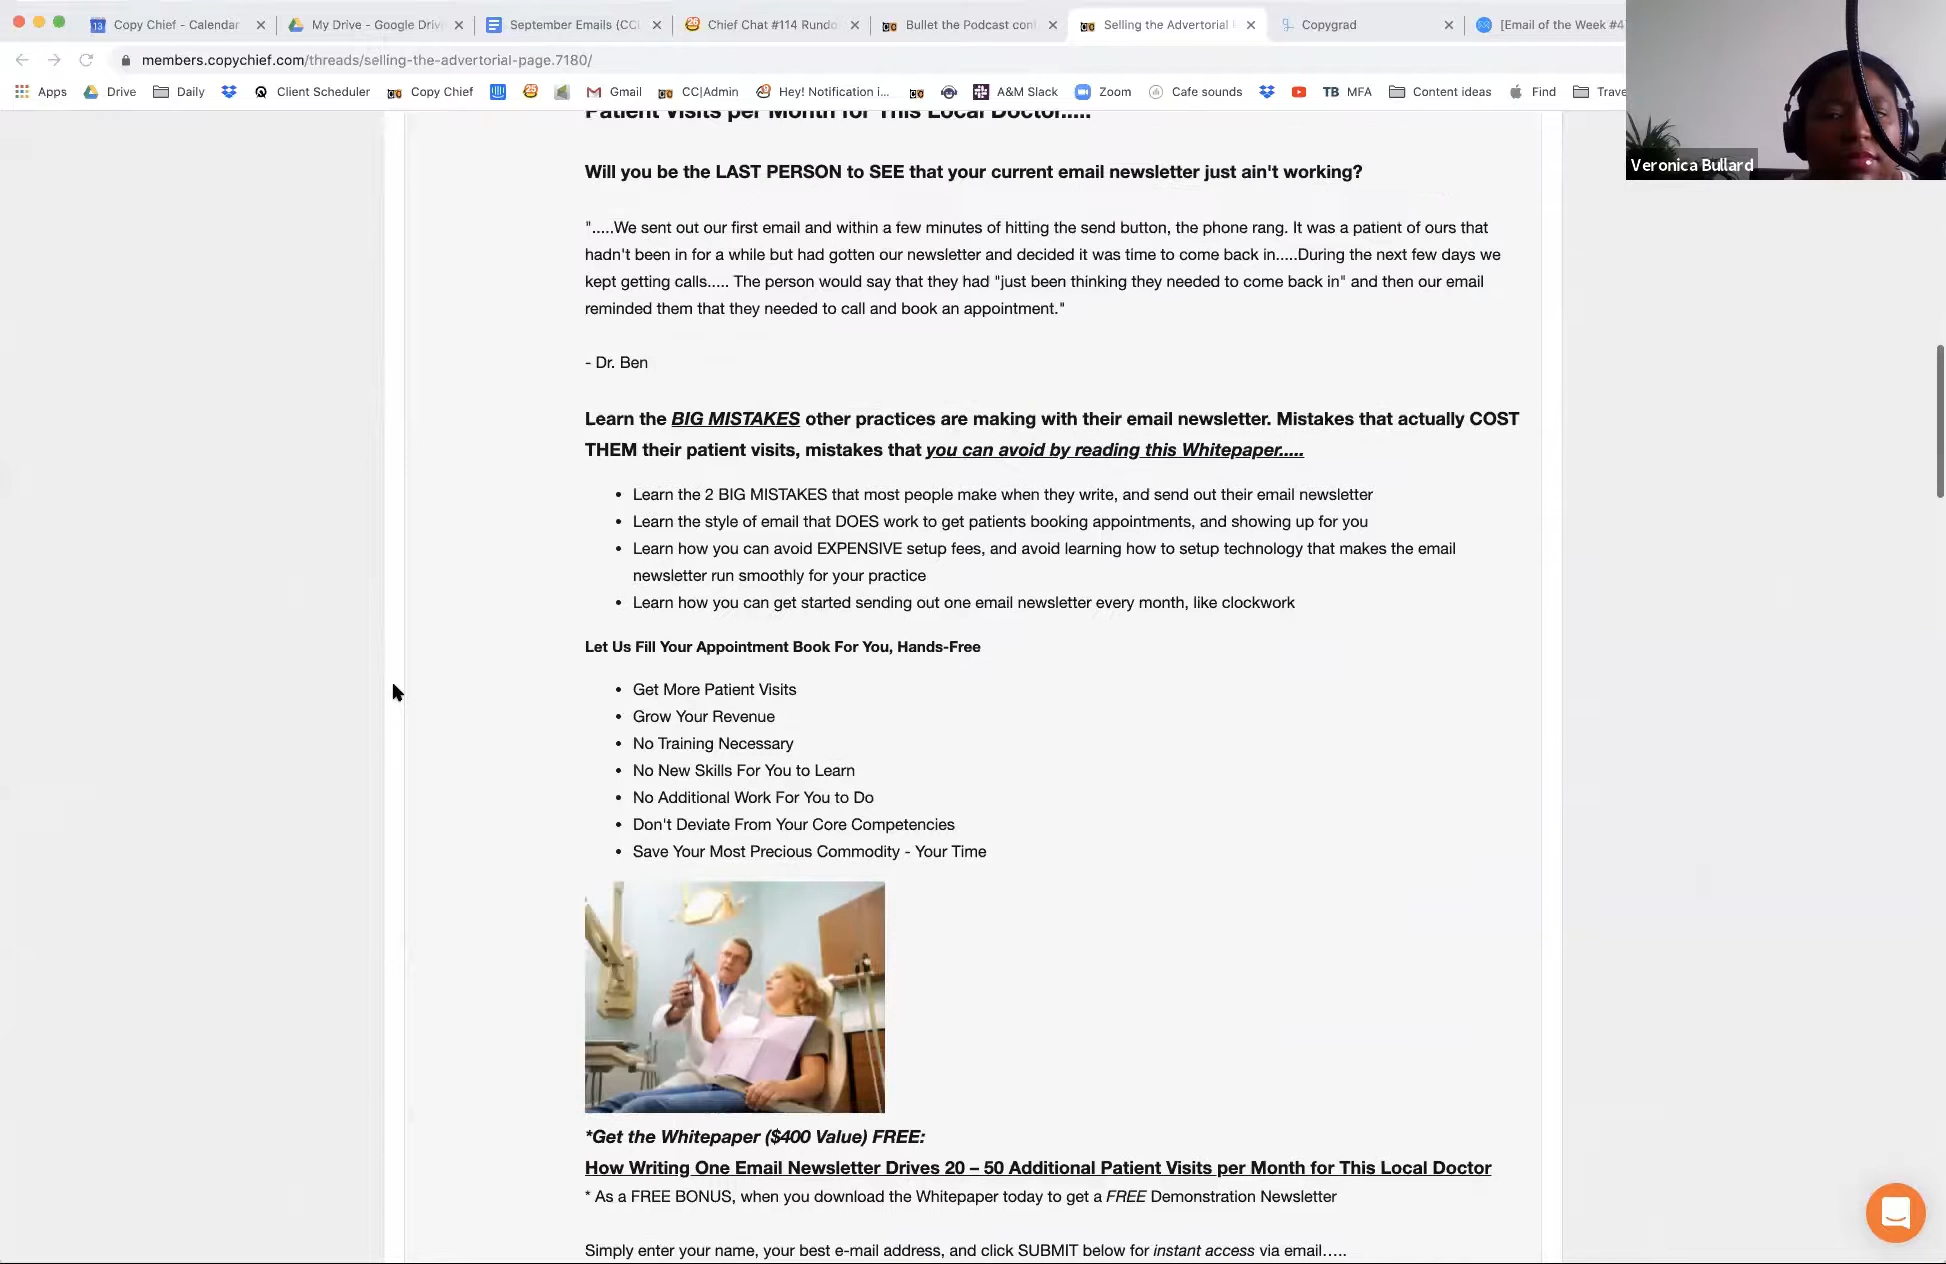 Copy Chief - Calendar
My Drive - Google Driv
September Emails (CC
Chief Chat #114 Rundo
Bullet the Podcast cont
Selling the Advertorial
Copygrad
[Email of the Week #4
members.copychief.com/threads/selling-the-advertorial-page.7180/
Apps Drive Daily Client Scheduler Copy Chief Gmail CC|Admin Hey! Notification i... A&M Slack Zoom Cafe sounds TB MFA Content ideas Find Trave
Veronica Bullard
Patient Visits per Month for This Local Doctor.....
Will you be the LAST PERSON to SEE that your current email newsletter just ain't working?
".....We sent out our first email and within a few minutes of hitting the send button, the phone rang. It was a patient of ours that
hadn't been in for a while but had gotten our newsletter and decided it was time to come back in.....During the next few days we
kept getting calls..... The person would say that they had "just been thinking they needed to come back in" and then our email
reminded them that they needed to call and book an appointment."
- Dr. Ben
Learn the BIG MISTAKES other practices are making with their email newsletter. Mistakes that actually COST
THEM their patient visits, mistakes that you can avoid by reading this Whitepaper.....
• Learn the 2 BIG MISTAKES that most people make when they write, and send out their email newsletter
• Learn the style of email that DOES work to get patients booking appointments, and showing up for you
• Learn how you can avoid EXPENSIVE setup fees, and avoid learning how to setup technology that makes the email
newsletter run smoothly for your practice
• Learn how you can get started sending out one email newsletter every month, like clockwork
Let Us Fill Your Appointment Book For You, Hands-Free
• Get More Patient Visits
• Grow Your Revenue
• No Training Necessary
• No New Skills For You to Learn
• No Additional Work For You to Do
• Don't Deviate From Your Core Competencies
• Save Your Most Precious Commodity - Your Time
*Get the Whitepaper ($400 Value) FREE:
How Writing One Email Newsletter Drives 20 – 50 Additional Patient Visits per Month for This Local Doctor
* As a FREE BONUS, when you download the Whitepaper today to get a FREE Demonstration Newsletter
Simply enter your name, your best e-mail address, and click SUBMIT below for instant access via email.....